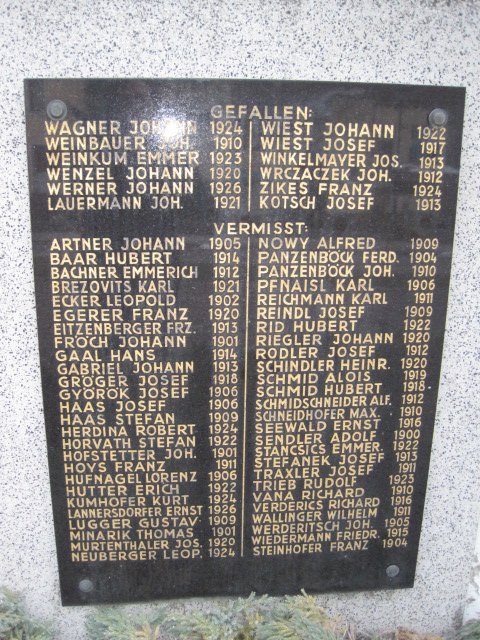 GEFALLEN:
WAGNER JOHANN 1924
WEINBAUER JOH. 1910
WEINKUM EMMER 1923
WENZEL JOHANN 1920
WERNER JOHANN 1926
LAUERMANN JOH. 1921
WIEST JOHANN 1922
WIEST JOSEF 1917
WINKELMAYER JOS. 1913
WRCZACZEK JOH. 1912
ZIKES FRANZ 1924
KOTSCH JOSEF 1913
VERMISST:
ARTNER JOHANN 1905
BAAR HUBERT 1914
BACHNER EMMERICH 1912
BREZOVITS KARL 1921
ECKER LEOPOLD 1902
EGERER FRANZ 1920
EITZENBERGER FRZ. 1913
FRÖCH JOHANN 1901
GAAL HANS 1914
GABRIEL JOHANN 1913
GRÖGER JOSEF 1918
GYÖRÖK JOSEF 1906
HAAS JOSEF 1906
HAAS STEFAN 1909
HERDINA ROBERT 1924
HORVATH STEFAN 1922
HOFSTETTER JOH. 1901
HOYS FRANZ 1911
HUFNAGEL LORENZ 1906
HUTTER ERICH 1922
KUMHOFER KURT 1924
LANNERSDORFER ERNST 1926
LUGGER GUSTAV 1909
MINARIK THOMAS 1901
MURTENTHALER JOS. 1920
NEUBERGER LEOP. 1924
NOWY ALFRED 1909
PANZENBÖCK FERD. 1904
PANZENBÖCK JOH. 1910
PFNAISL KARL 1906
REICHMANN KARL 1911
REINDL JOSEF 1909
RID HUBERT 1922
RIEGLER JOHANN 1920
RODLER JOSEF 1912
SCHINDLER HEINR. 1920
SCHMID ALOIS 1919
SCHMID HUBERT 1918
SCHMIDSCHNEIDER ALF. 1912
SCHNEIDHOFER MAX. 1910
SEEWALD ERNST 1916
SENDLER ADOLF 1900
STANCSICS EMMER. 1922
STEFANEK JOSEF 1913
TRAXLER JOSEF 1911
TRIEB RUDOLF 1923
VANA RICHARD 1910
VERDERICS RICHARD 1916
WALLINGER WILHELM 1911
WERDERITSCH JOH. 1905
WIEDERMANN FRIEDR. 1915
STEINHOFER FRANZ 1904